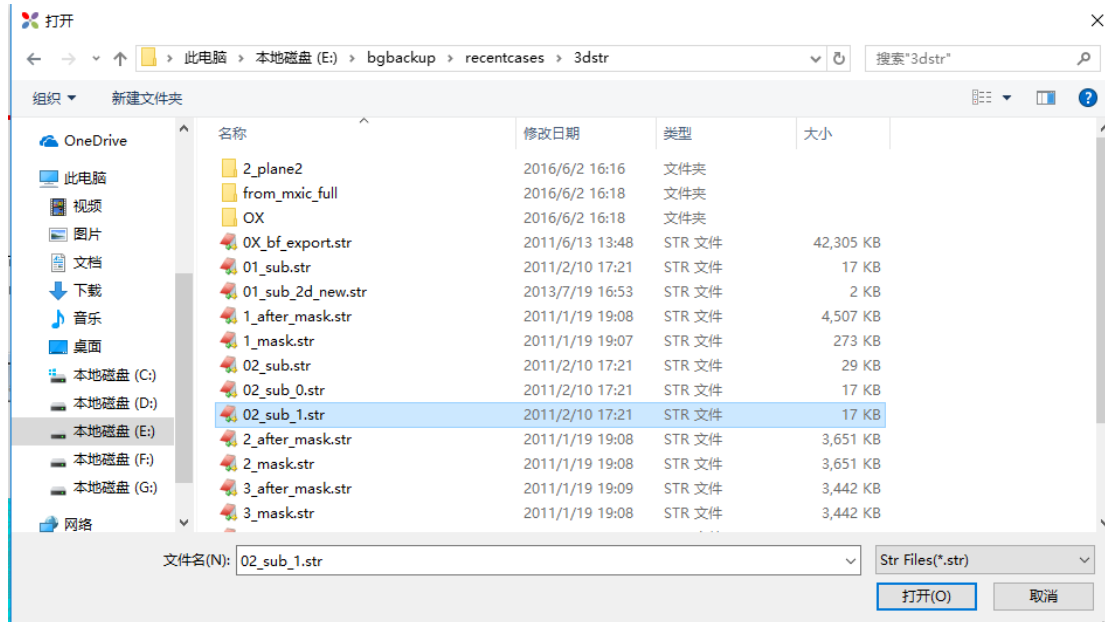 打开
此电脑 › 本地磁盘 (E:) › bgbackup › recentcases › 3dstr
搜索"3dstr"
组织 新建文件夹
名称 修改日期 类型 大小
OneDrive
此电脑
视频
图片
文档
下载
音乐
桌面
本地磁盘 (C:)
本地磁盘 (D:)
本地磁盘 (E:)
本地磁盘 (F:)
本地磁盘 (G:)
网络
2_plane2 2016/6/2 16:16 文件夹
from_mxic_full 2016/6/2 16:18 文件夹
OX 2016/6/2 16:18 文件夹
0X_bf_export.str 2011/6/13 13:48 STR 文件 42,305 KB
01_sub.str 2011/2/10 17:21 STR 文件 17 KB
01_sub_2d_new.str 2013/7/19 16:53 STR 文件 2 KB
1_after_mask.str 2011/1/19 19:08 STR 文件 4,507 KB
1_mask.str 2011/1/19 19:07 STR 文件 273 KB
02_sub.str 2011/2/10 17:21 STR 文件 29 KB
02_sub_0.str 2011/2/10 17:21 STR 文件 17 KB
02_sub_1.str 2011/2/10 17:21 STR 文件 17 KB
2_after_mask.str 2011/1/19 19:08 STR 文件 3,651 KB
2_mask.str 2011/1/19 19:08 STR 文件 3,651 KB
3_after_mask.str 2011/1/19 19:09 STR 文件 3,442 KB
3_mask.str 2011/1/19 19:08 STR 文件 3,442 KB
文件名(N): 02_sub_1.str Str Files(*.str)
打开(O) 取消